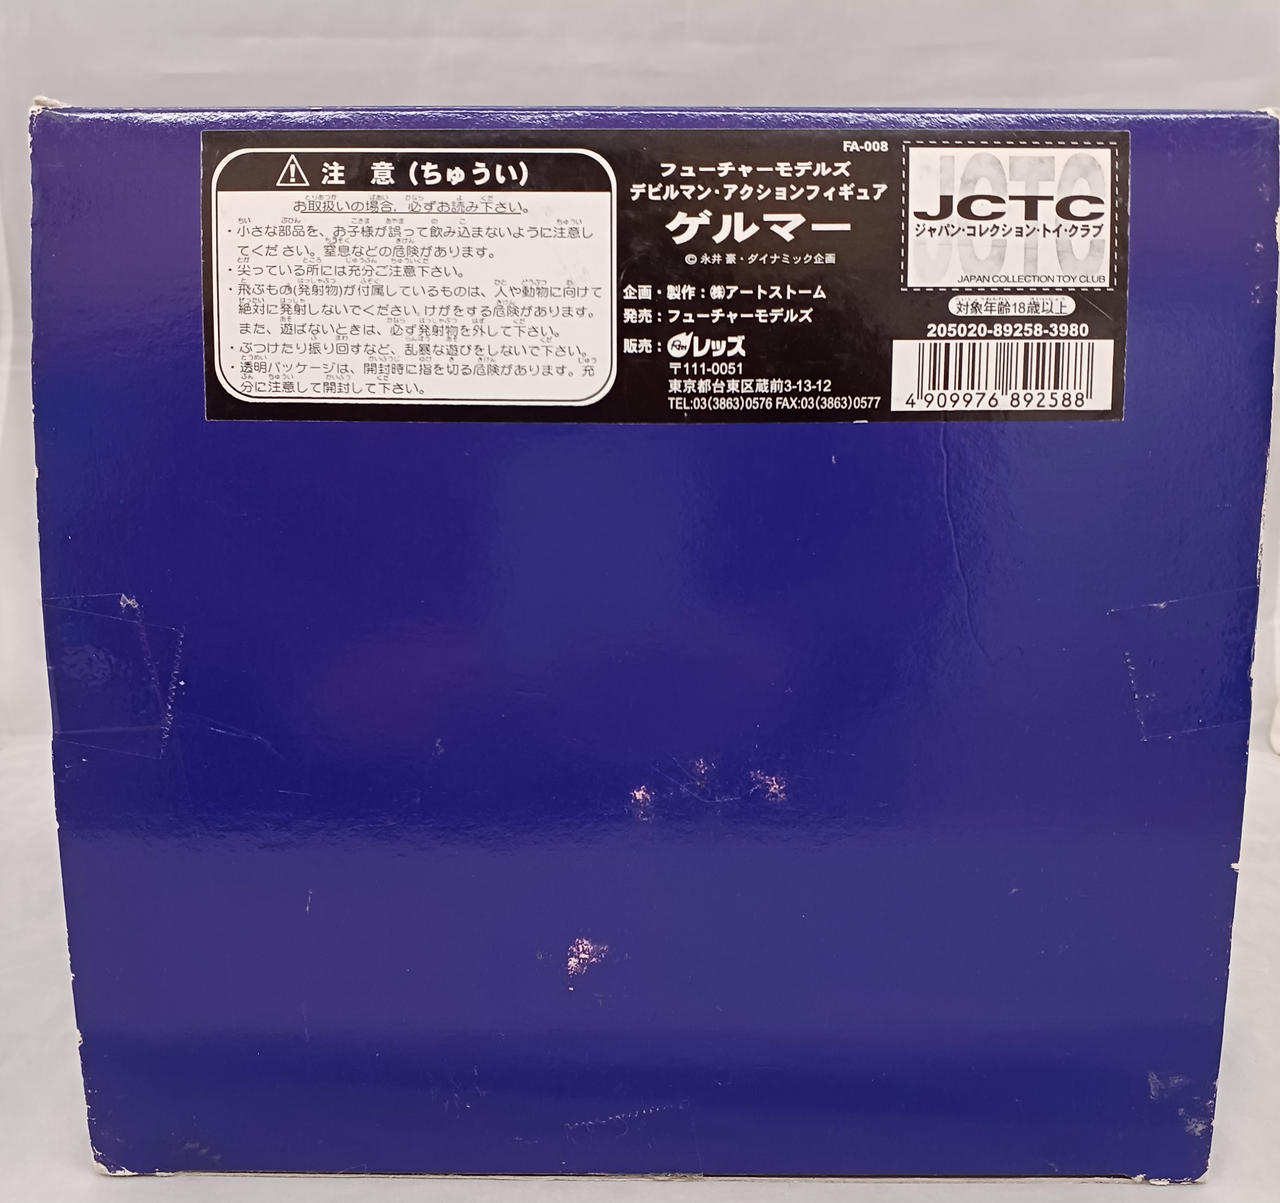 注 意 (ちゅうい)
お取扱いの場合、必ずお読み下さい。
・小さな部品を、お子様が誤って飲み込まないように注意し
てください。窒息などの危険があります。
・尖っている所には充分ご注意下さい。
・飛ぶもの(発射物)が付属しているものは、人や動物に向けて
絶対に発射しないでください。けがをする危険があります。
また、遊ばないときは、必ず発射物を外して下さい。
・ぶつけたり振り回すなど、乱暴な遊びをしないで下さい。
・透明パッケージは、開封時に指を切る危険があります。充
分に注意して開封して下さい。
FA-008
フューチャーモデルズ
デビルマン・アクションフィギュア
ゲルマー
© 永井 豪・ダイナミック企画
企画・製作:㈱アートストーム
発売:フューチャーモデルズ
販売:レッズ
〒111-0051
東京都台東区蔵前3-13-12
TEL:03(3863)0576 FAX:03(3863)0577
JCTC
JCTC
ジャパン・コレクション・トイ・クラブ
JAPAN COLLECTION TOY CLUB
対象年齢18歳以上
205020-89258-3980
4 909976 892588